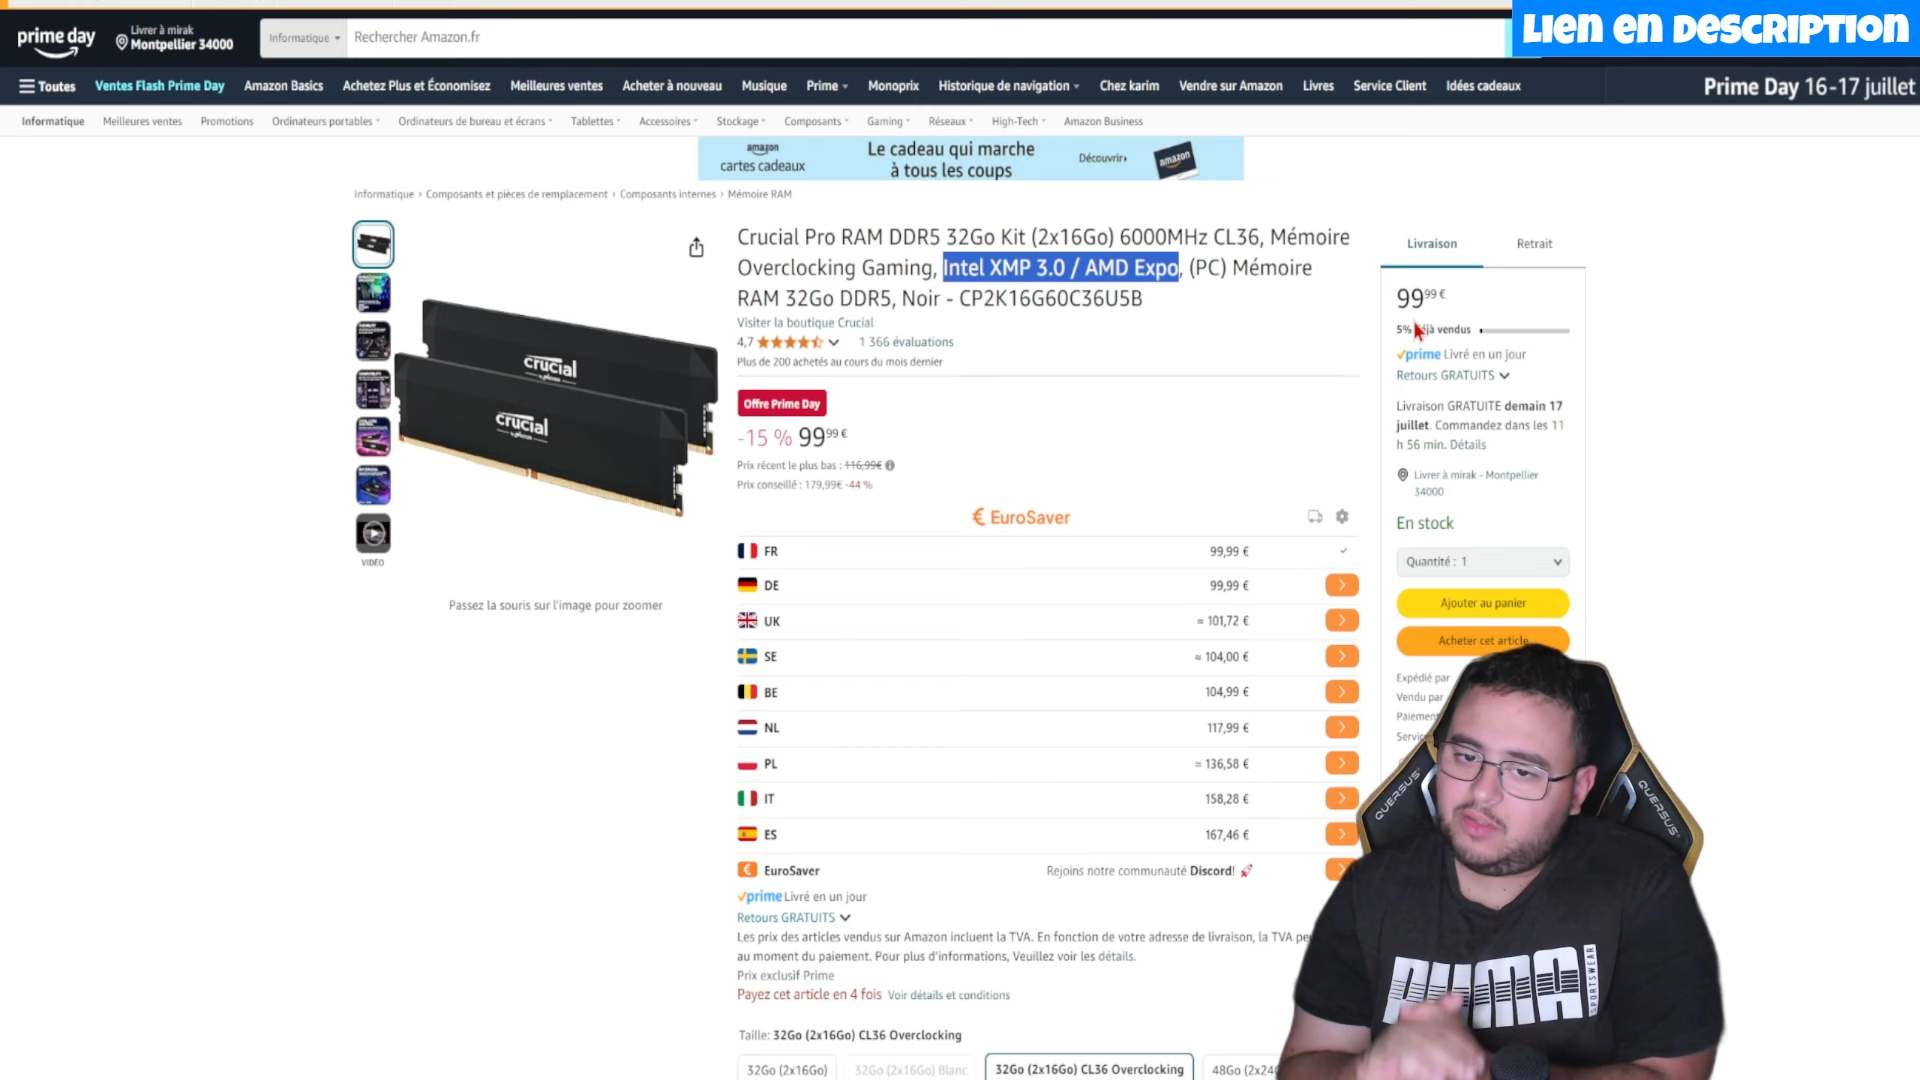 Lien en description
prime day
Livrer à mirak
Montpellier 34000
Informatique
Rechercher Amazon.fr
Toutes
Ventes Flash Prime Day
Amazon Basics
Achetez Plus et Économisez
Meilleures ventes
Acheter à nouveau
Musique
Prime
Monoprix
Historique de navigation
Chez karim
Vendre sur Amazon
Livres
Service Client
Idées cadeaux
Prime Day 16-17 juillet
Informatique
Meilleures ventes
Promotions
Ordinateurs portables
Ordinateurs de bureau et écrans
Tablettes
Accessoires
Stockage
Composants
Gaming
Réseaux
High-Tech
Amazon Business
amazon
cartes cadeaux
Le cadeau qui marche
à tous les coups
Découvrir›
amazon
Informatique › Composants et pièces de remplacement › Composants internes › Mémoire RAM
Crucial Pro RAM DDR5 32Go Kit (2x16Go) 6000MHz CL36, Mémoire
Overclocking Gaming, Intel XMP 3.0 / AMD Expo, (PC) Mémoire
RAM 32Go DDR5, Noir - CP2K16G60C36U5B
Visiter la boutique Crucial
4,7
1 366 évaluations
Plus de 200 achetés au cours du mois dernier
Offre Prime Day
-15 % 99,99 €
Prix récent le plus bas : 116,99€
Prix conseillé : 179,99€ -44 %
crucial
crucial
VIDÉO
Passez la souris sur l'image pour zoomer
€ EuroSaver
FR 99,99 €
DE 99,99 €
UK ≈ 101,72 €
SE ≈ 104,00 €
BE 104,99 €
NL 117,99 €
PL ≈ 136,58 €
IT 158,28 €
ES 167,46 €
€ EuroSaver
Rejoins notre communauté Discord!
prime Livré en un jour
Retours GRATUITS
Les prix des articles vendus sur Amazon incluent la TVA. En fonction de votre adresse de livraison, la TVA
au moment du paiement. Pour plus d'informations, Veuillez voir les détails.
Prix exclusif Prime
Payez cet article en 4 fois Voir détails et conditions
Taille: 32Go (2x16Go) CL36 Overclocking
32Go (2x16Go)
32Go (2x16Go) Blanc
32Go (2x16Go) CL36 Overclocking
48Go
Livraison
Retrait
99,99 €
5% déjà vendus
prime Livré en un jour
Retours GRATUITS
Livraison GRATUITE demain 17
juillet. Commandez dans les 11
h 56 min. Détails
Livrer à mirak - Montpellier
34000
En stock
Quantité : 1
Ajouter au panier
Acheter cet article
Expédié par
Vendu par
QUERSUS
QUERSUS
PUMA
SPORTSWEAR